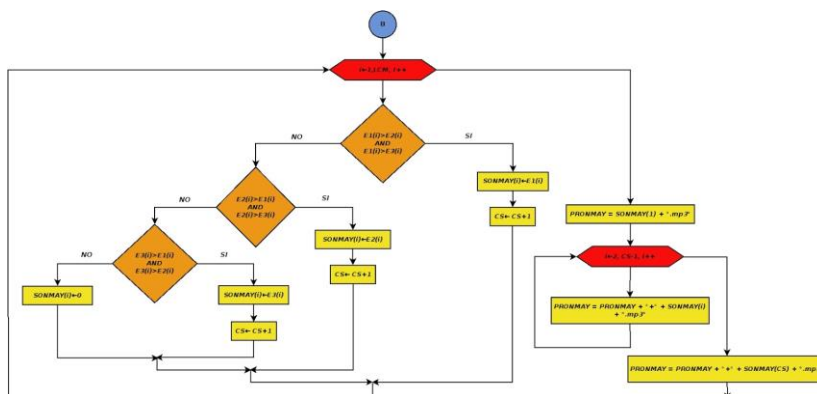 i←1,LCM, i++
E1(i)>E2(i)
AND
E1(i)>E3(i)
NO
SI
E2(i)>E1(i)
AND
E2(i)>E3(i)
SONMAY(i)←E1(i)
CS← CS+1
NO
SI
PRONMAY = SONMAY(1) + ".mp3"
E3(i)>E1(i)
AND
E3(i)>E2(i)
SONMAY(i)←E2(i)
CS← CS+1
NO
SI
i←2, CS-1, i++
SONMAY(i)←0
SONMAY(i)←E3(i)
CS← CS+1
PRONMAY = PRONMAY + "+" + SONMAY(i)
+ ".mp3"
PRONMAY = PRONMAY + "+" + SONMAY(CS) + ".mp